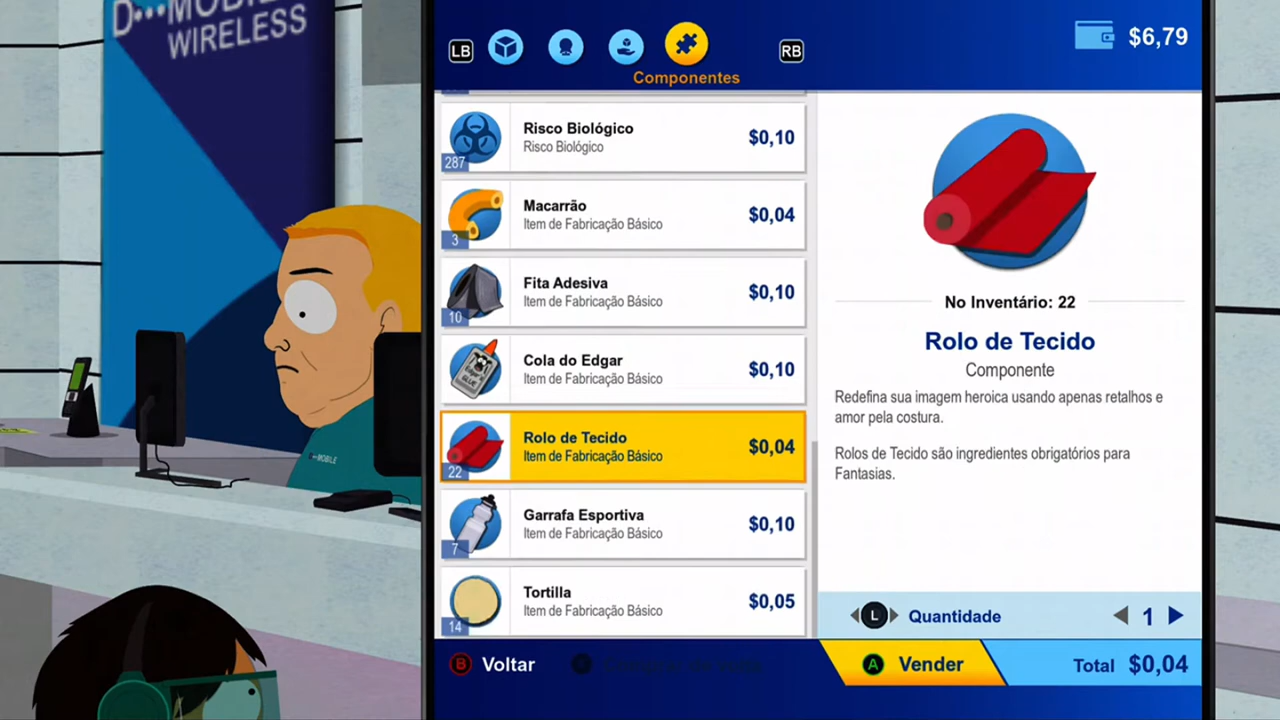 D···MOBILE
WIRELESS
LB
RB
Componentes
$6,79
Risco Biológico
Risco Biológico
$0,10
287
Macarrão
Item de Fabricação Básico
$0,04
3
Fita Adesiva
Item de Fabricação Básico
$0,10
10
Cola do Edgar
Item de Fabricação Básico
$0,10
GLUE
Rolo de Tecido
Item de Fabricação Básico
$0,04
22
Garrafa Esportiva
Item de Fabricação Básico
$0,10
7
Tortilla
Item de Fabricação Básico
$0,05
14
No Inventário: 22
Rolo de Tecido
Componente
Redefina sua imagem heroica usando apenas retalhos e
amor pela costura.
Rolos de Tecido são ingredientes obrigatórios para
Fantasias.
L Quantidade 1
B Voltar
A Vender
Total $0,04
D···MOBILE